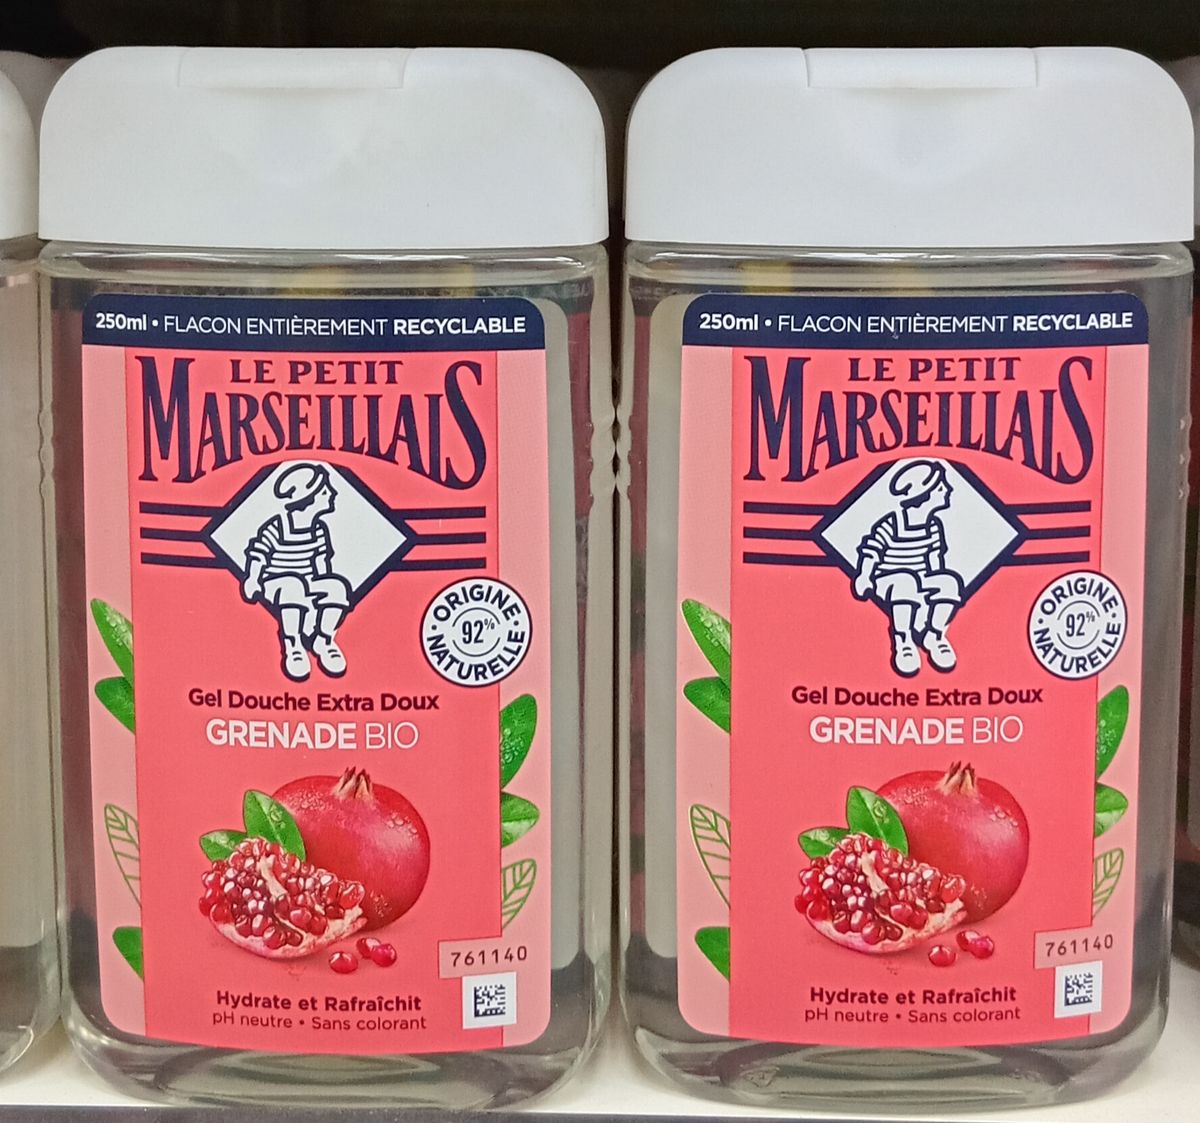 250ml • FLACON ENTIÈREMENT RECYCLABLE
LE PETIT
MARSEILLAIS
ORIGINE
92%
NATURELLE
Gel Douche Extra Doux
GRENADE BIO
761140
Hydrate et Rafraîchit
pH neutre • Sans colorant
250ml • FLACON ENTIÈREMENT RECYCLABLE
LE PETIT
MARSEILLAIS
ORIGINE
92%
NATURELLE
Gel Douche Extra Doux
GRENADE BIO
761140
Hydrate et Rafraîchit
pH neutre • Sans colorant